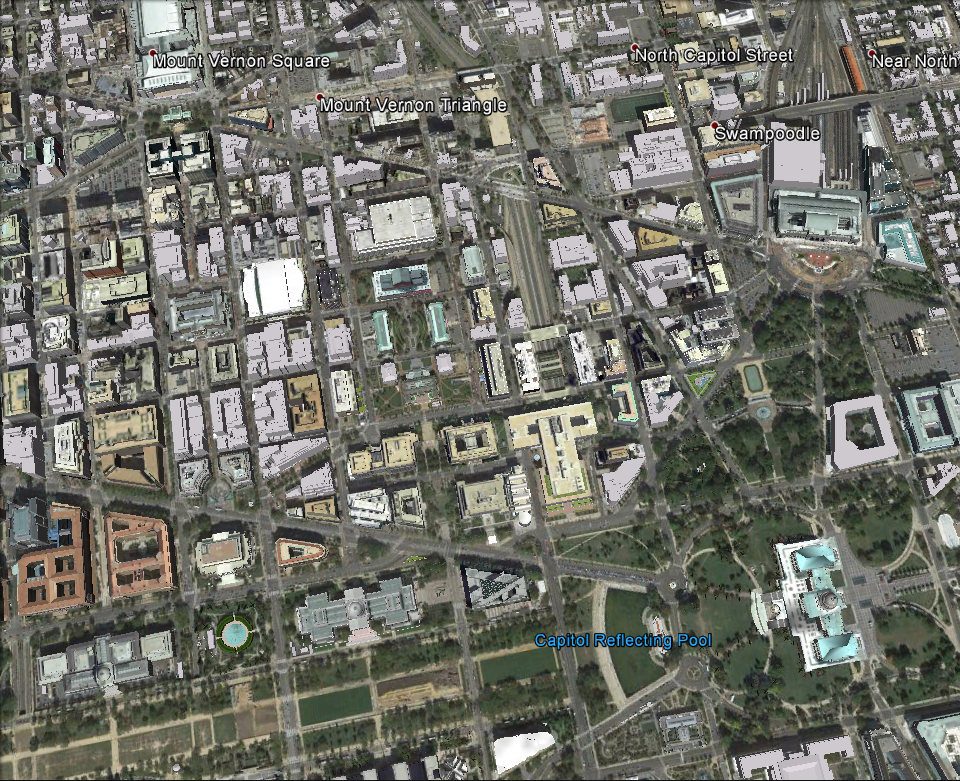 Mount Vernon Square
North Capitol Street
Near North
Mount Vernon Triangle
Swampoodle
Capitol Reflecting Pool